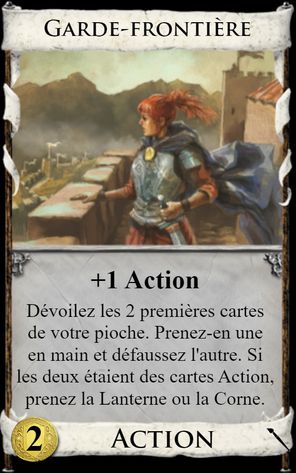 GARDE-FRONTIÈRE
+1 Action
Dévoilez les 2 premières cartes
de votre pioche. Prenez-en une
en main et défaussez l'autre. Si
les deux étaient des cartes Action,
prenez la Lanterne ou la Corne.
2
ACTION